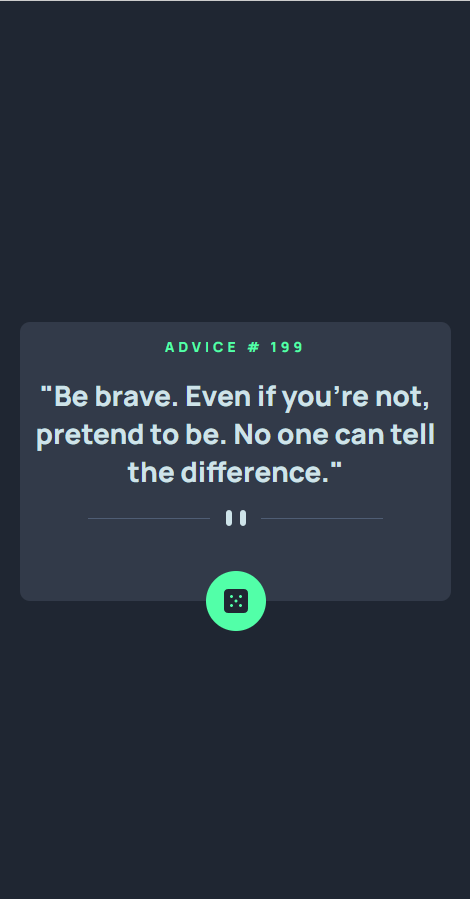 ADVICE # 199
"Be brave. Even if you’re not,
pretend to be. No one can tell
the difference."